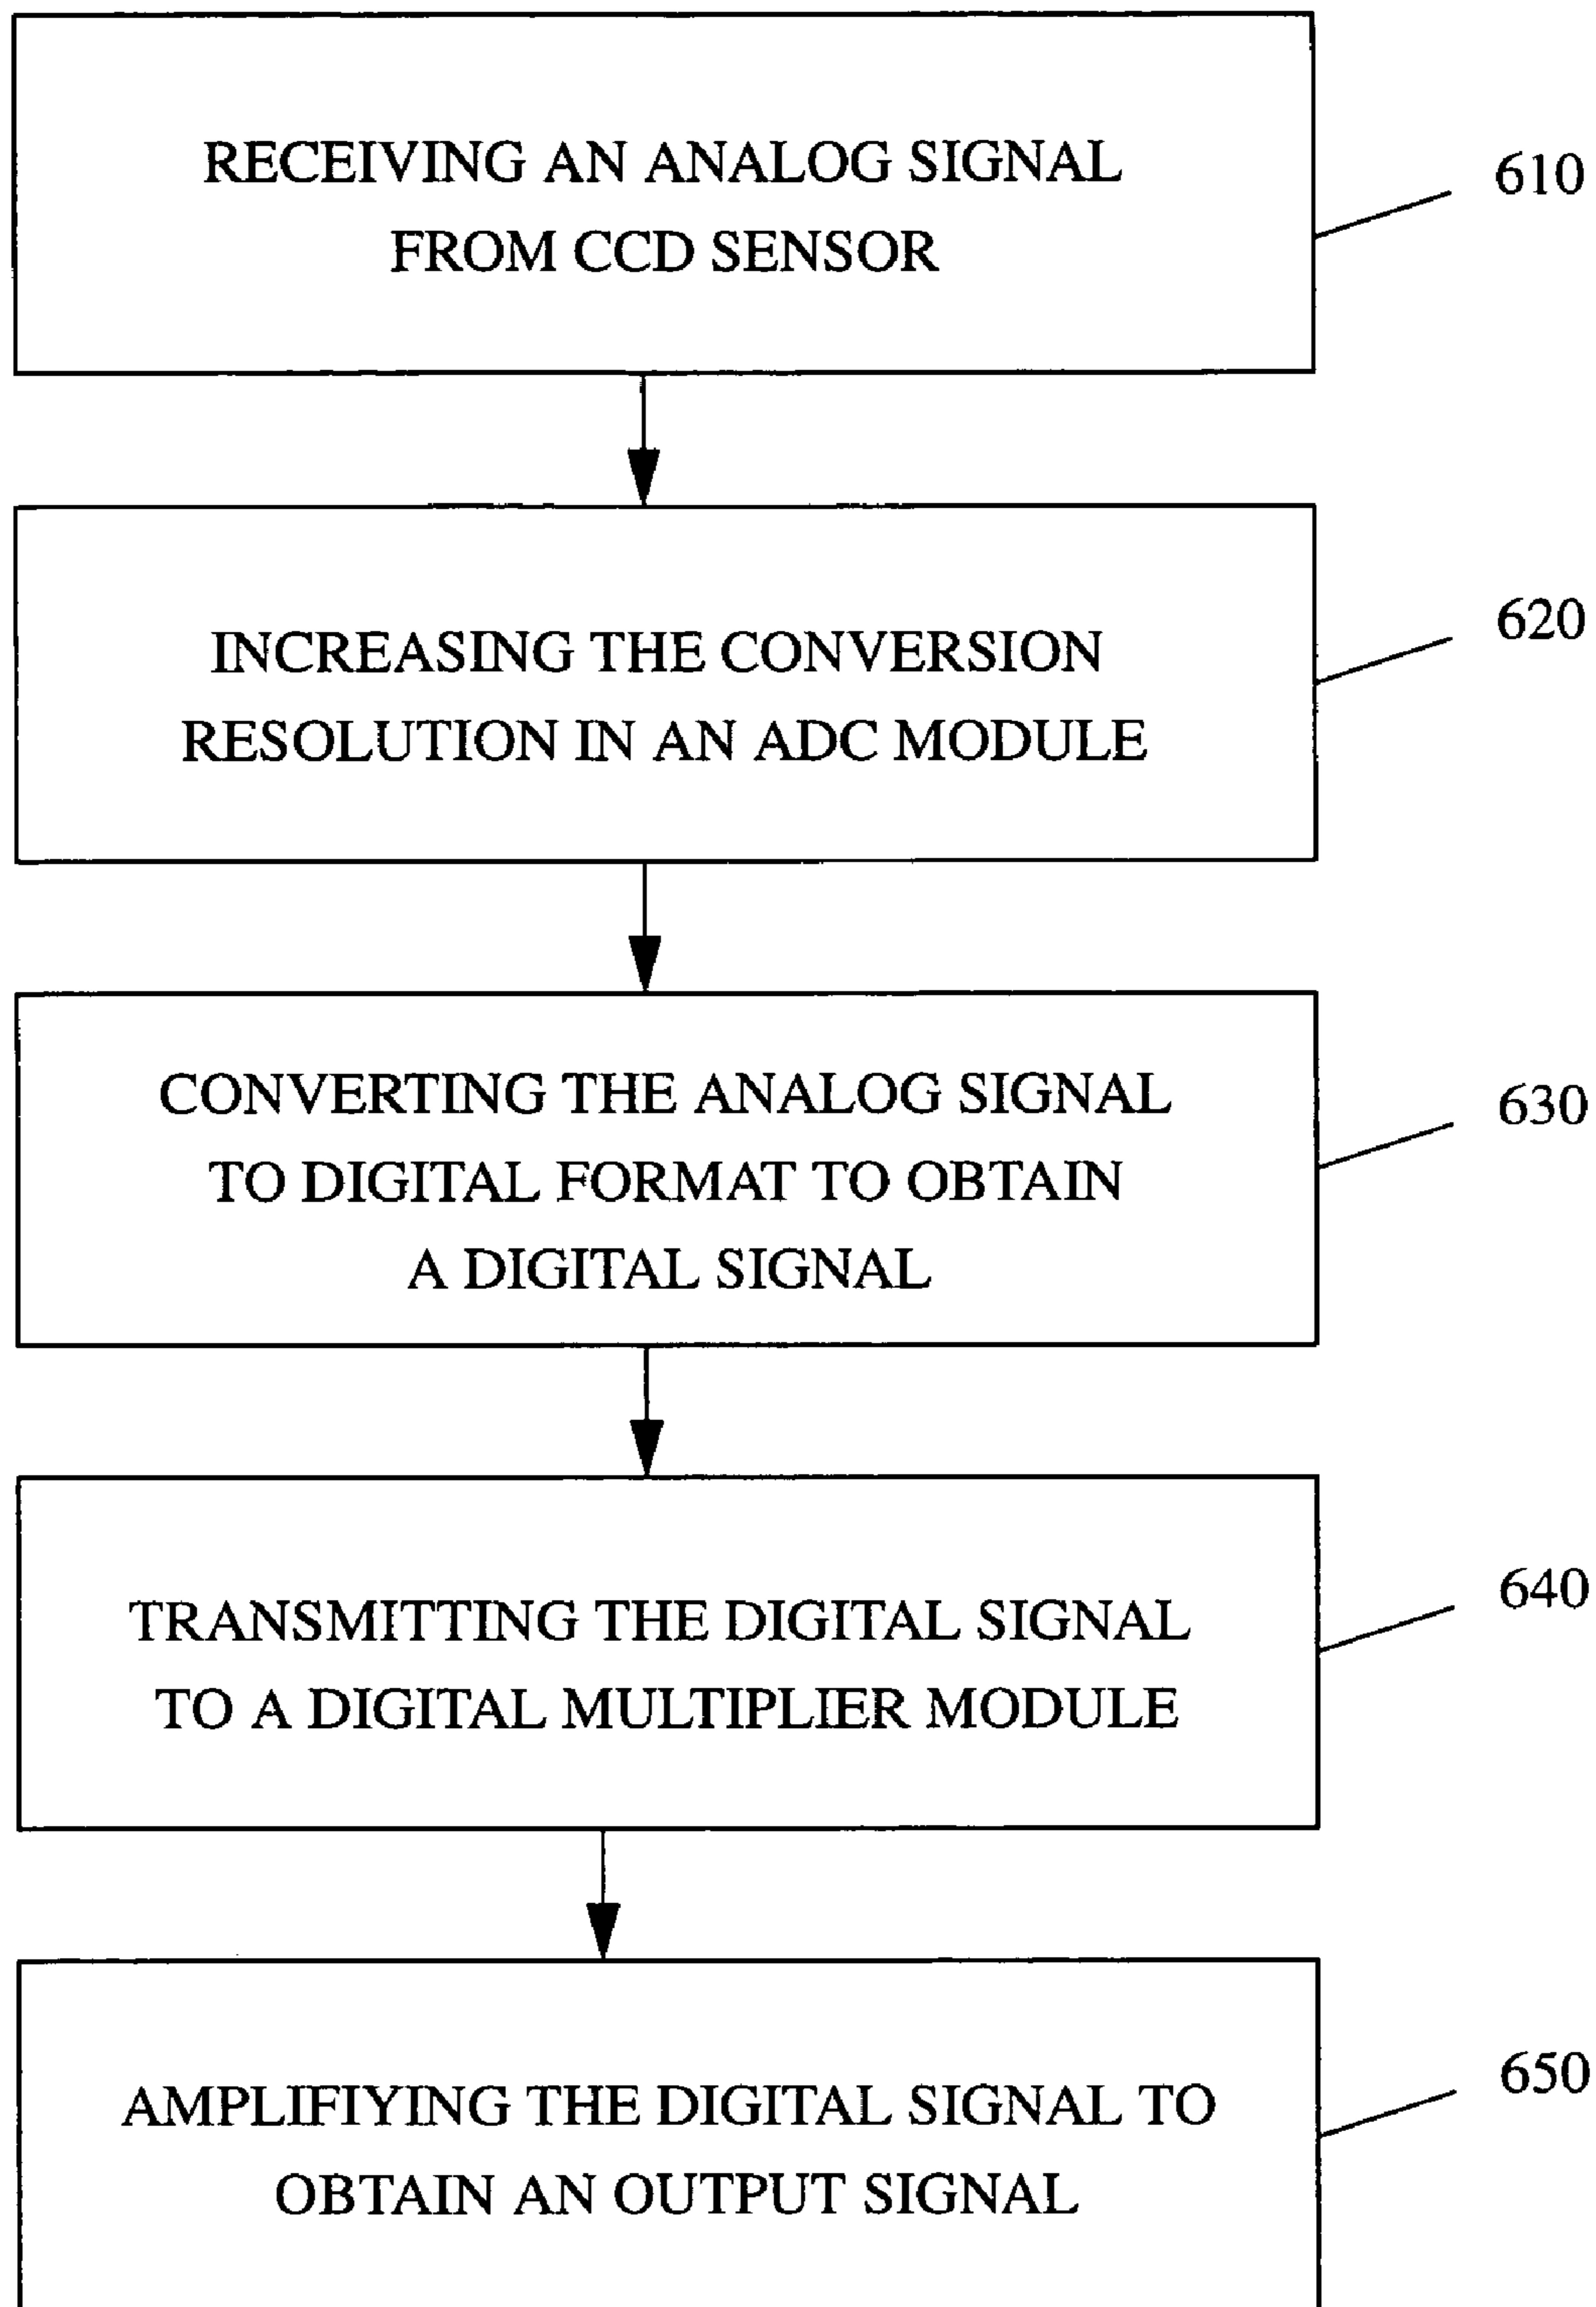 RECEIVING AN ANALOG SIGNAL
FROM CCD SENSOR
610
INCREASING THE CONVERSION
RESOLUTION IN AN ADC MODULE
620
CONVERTING THE ANALOG SIGNAL
TO DIGITAL FORMAT TO OBTAIN
A DIGITAL SIGNAL
630
TRANSMITTING THE DIGITAL SIGNAL
TO A DIGITAL MULTIPLIER MODULE
640
AMPLIFIYING THE DIGITAL SIGNAL TO
OBTAIN AN OUTPUT SIGNAL
650